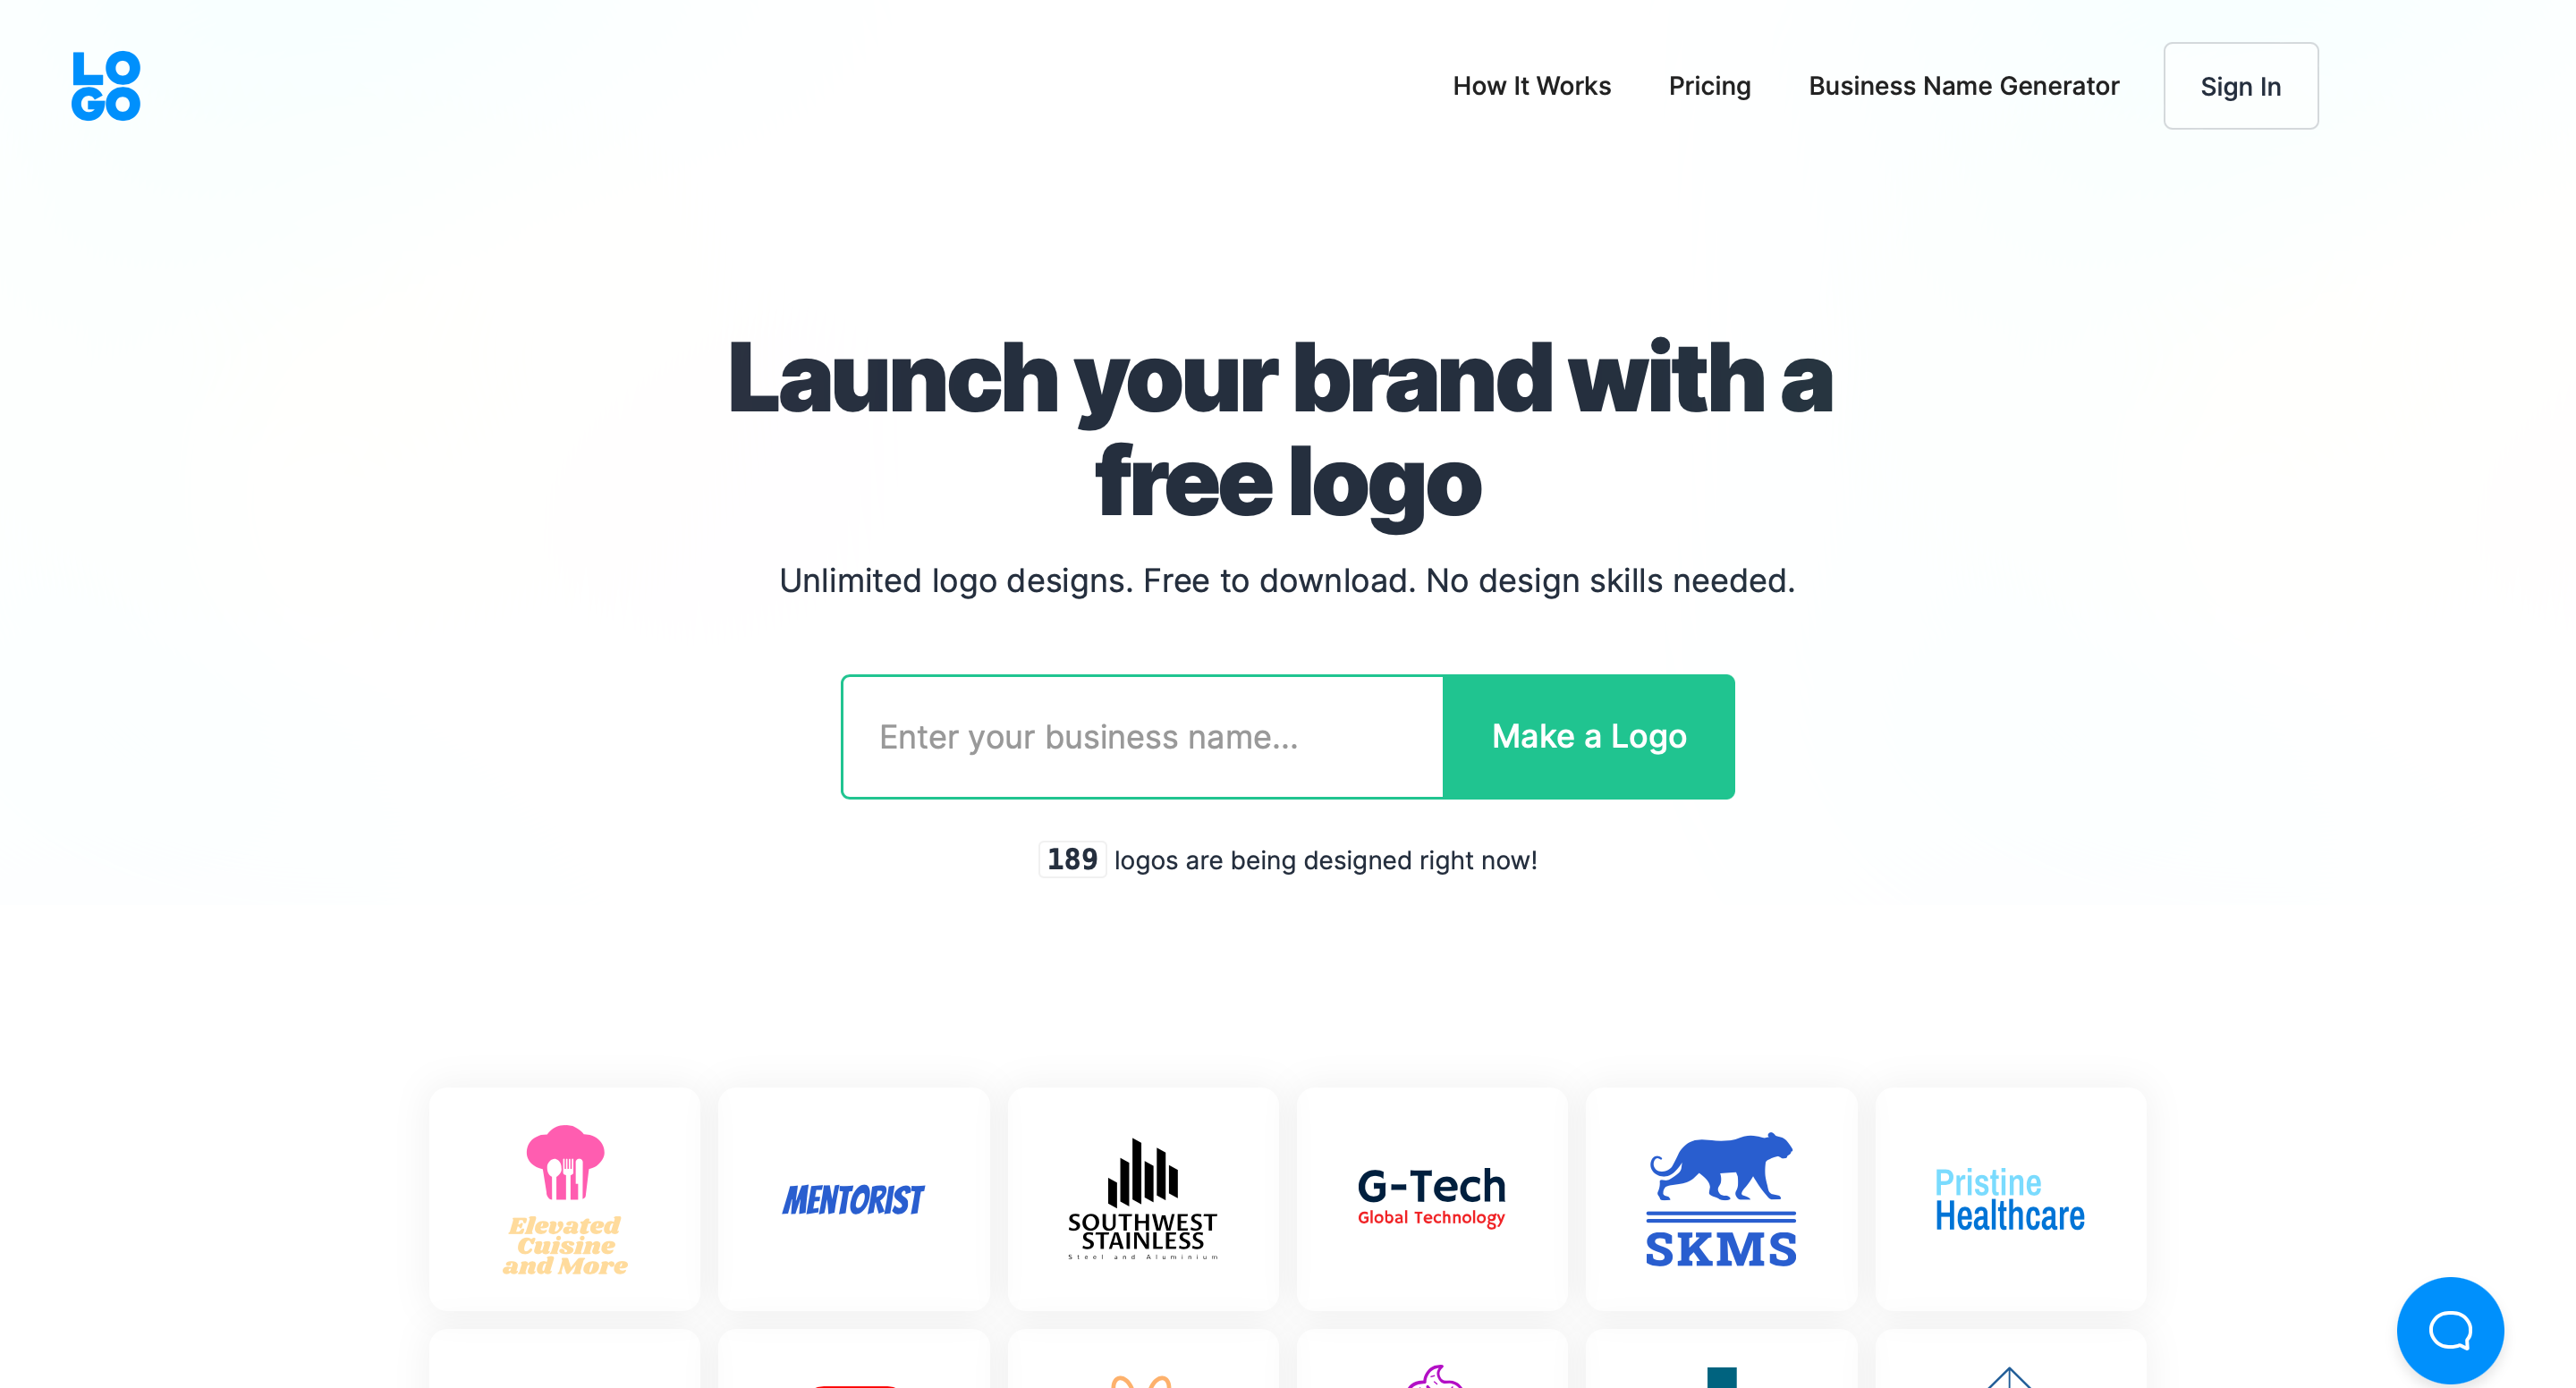 LO
GO
How It Works
Pricing
Business Name Generator
Sign In
Launch your brand with a
free logo
Unlimited logo designs. Free to download. No design skills needed.
Enter your business name...
Make a Logo
189 logos are being designed right now!
Elevated
Cuisine
and More
MENTORIST
SOUTHWEST
STAINLESS
Steel and Aluminium
G-Tech
Global Technology
SKMS
Pristine
Healthcare